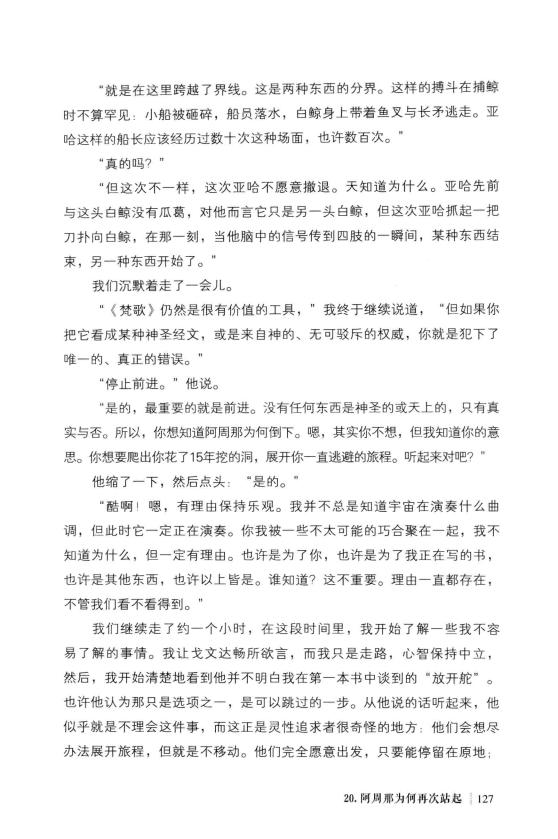 “就是在这里跨越了界线。这是两种东西的分界。这样的搏斗在捕鲸
时不算罕见：小船被砸碎，船员落水，白鲸身上带着鱼叉与长矛逃走。亚
哈这样的船长应该经历过数十次这种场面，也许数百次。”
“真的吗？”
“但这次不一样，这次亚哈不愿意撤退。天知道为什么。亚哈先前
与这头白鲸没有瓜葛，对他而言它只是另一头白鲸，但这次亚哈抓起一把
刀扑向白鲸，在那一刻，当他脑中的信号传到四肢的一瞬间，某种东西结
束，另一种东西开始了。”
我们沉默着走了一会儿。
“《梵歌》仍然是很有价值的工具，”我终于继续说道，“但如果你
把它看成某种神圣经文，或是来自神的、无可驳斥的权威，你就是犯下了
唯一的、真正的错误。”
“停止前进。”他说。
“是的，最重要的就是前进。没有任何东西是神圣的或天上的，只有真
实与否。所以，你想知道阿周那为何倒下。嗯，其实你不想，但我知道你的意
思。你想要爬出你花了15年挖的洞，展开你一直逃避的旅程。听起来对吧？”
他缩了一下，然后点头：“是的。”
“酷啊！嗯，有理由保持乐观。我并不总是知道宇宙在演奏什么曲
调，但此时它一定正在演奏。你我被一些不太可能的巧合聚在一起，我不
知道为什么，但一定有理由。也许是为了你，也许是为了我正在写的书，
也许是其他东西，也许以上皆是。谁知道？这不重要。理由一直都存在，
不管我们看不看得到。”
我们继续走了约一个小时，在这段时间里，我开始了解一些我不容
易了解的事情。我让戈文达畅所欲言，而我只是走路，心智保持中立，
然后，我开始清楚地看到他并不明白我在第一本书中谈到的“放开舵”。
也许他认为那只是选项之一，是可以跳过的一步。从他说的话听起来，他
似乎就是不理会这件事，而这正是灵性追求者很奇怪的地方：他们会想尽
办法展开旅程，但就是不移动。他们完全愿意出发，只要能停留在原地；
20. 阿周那为何再次站起 127